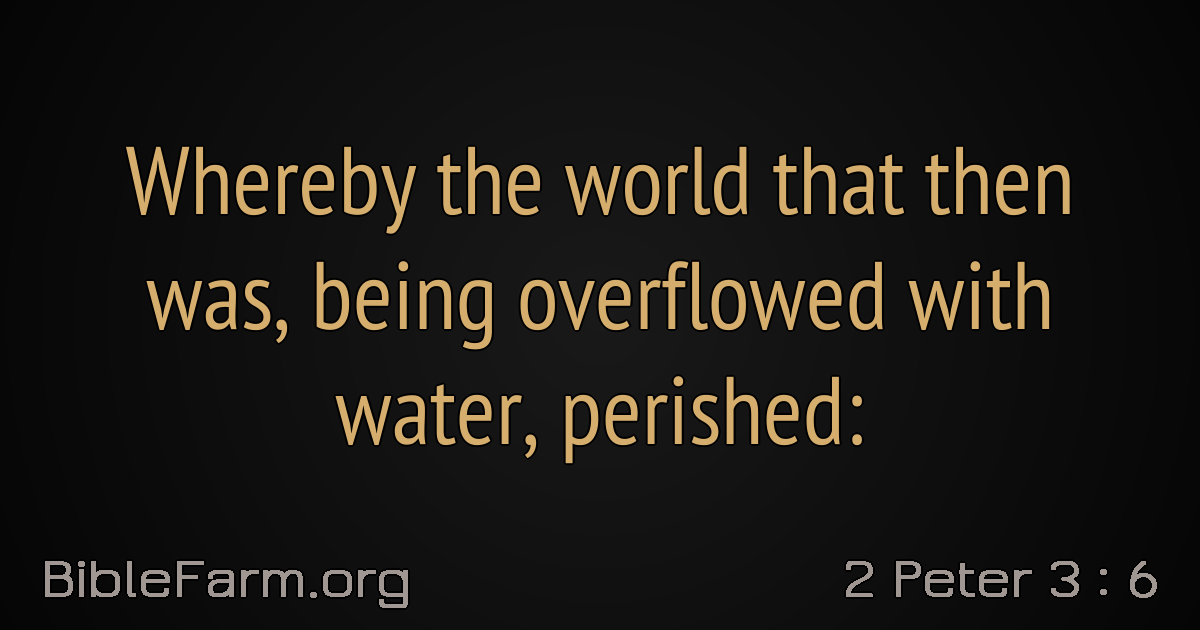 Whereby the world that then
was, being overflowed with
water, perished:
BibleFarm.org
2 Peter 3 : 6